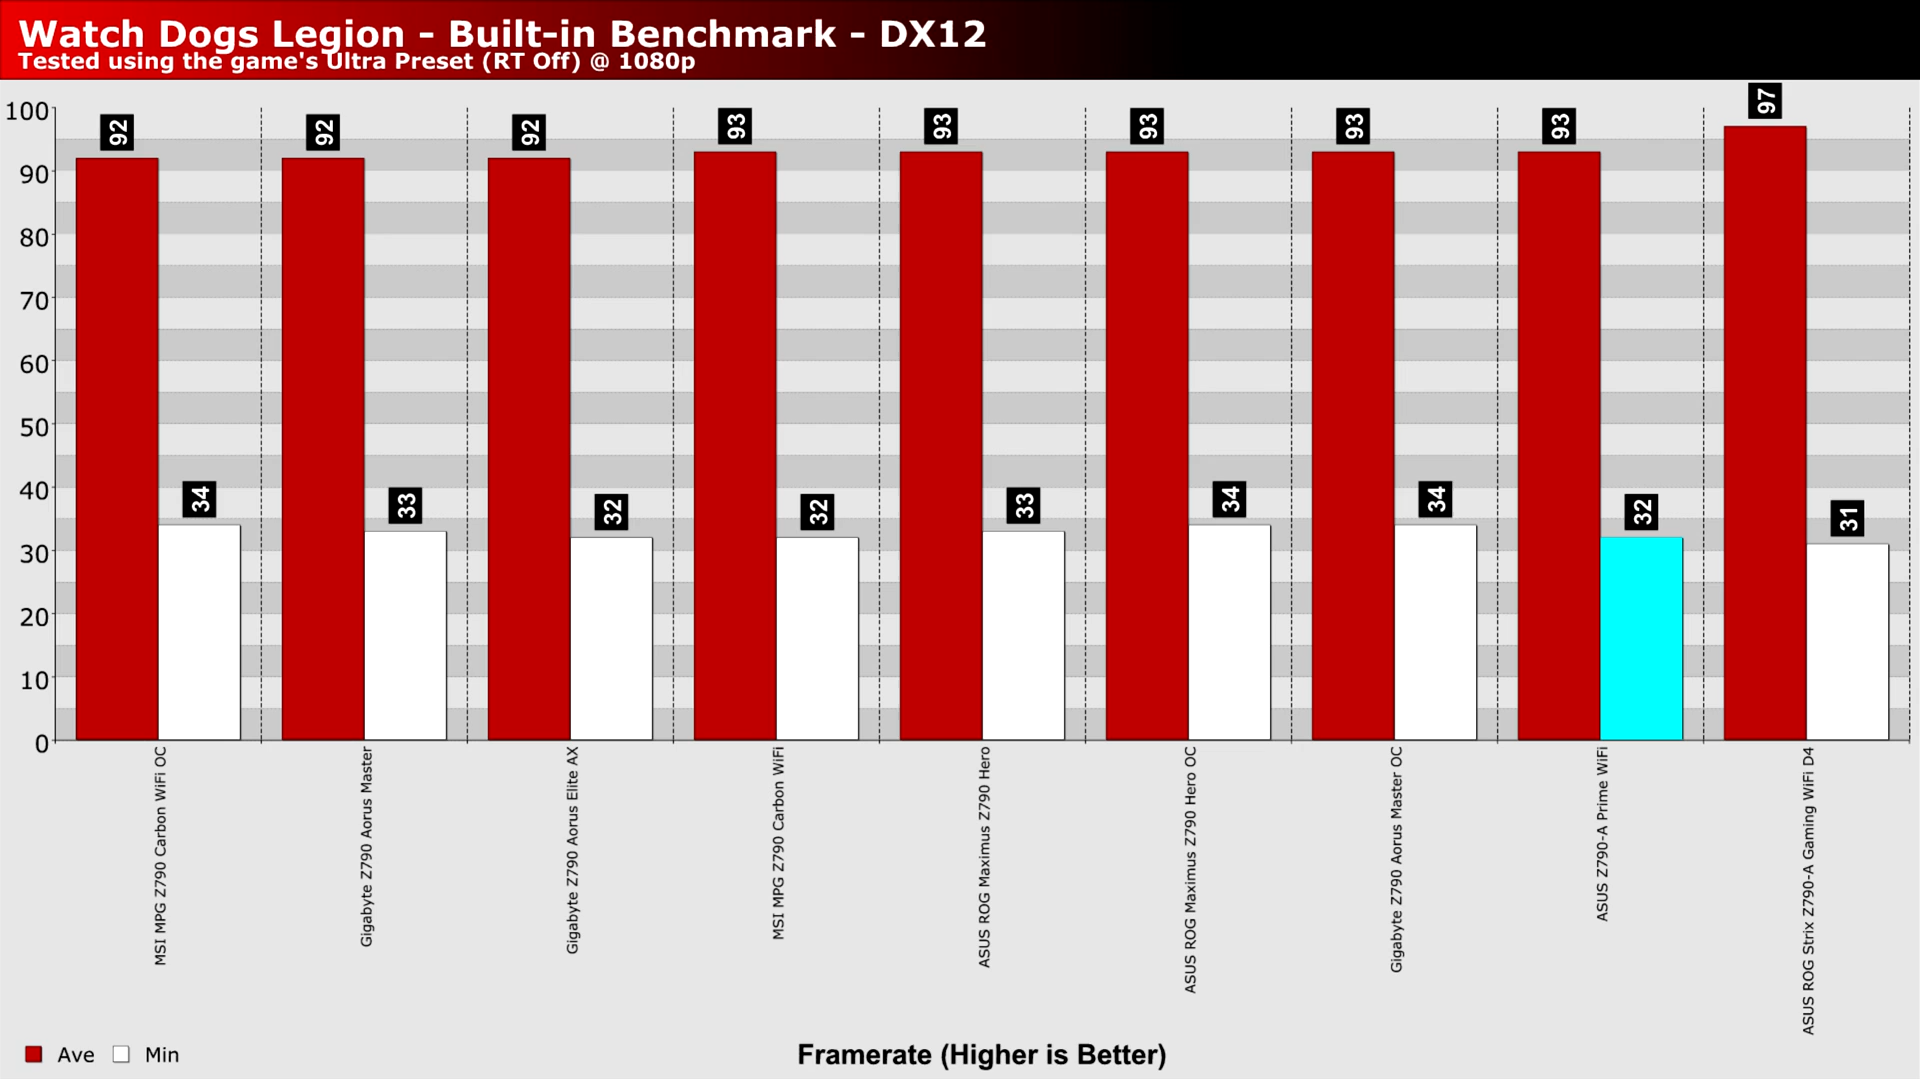 Watch Dogs Legion - Built-in Benchmark - DX12
Tested using the game's Ultra Preset (RT Off) @ 1080p
100
90
80
70
60
50
40
30
20
10
0
92
34
92
33
92
32
93
32
93
33
93
34
93
34
93
32
97
31
MSI MPG Z790 Carbon WiFi OC
Gigabyte Z790 Aorus Master
Gigabyte Z790 Aorus Elite AX
MSI MPG Z790 Carbon WiFi
ASUS ROG Maximus Z790 Hero
ASUS ROG Maximus Z790 Hero OC
Gigabyte Z790 Aorus Master OC
ASUS Z790-A Prime WiFi
ASUS ROG Strix Z790-A Gaming WiFi D4
Ave
Min
Framerate (Higher is Better)